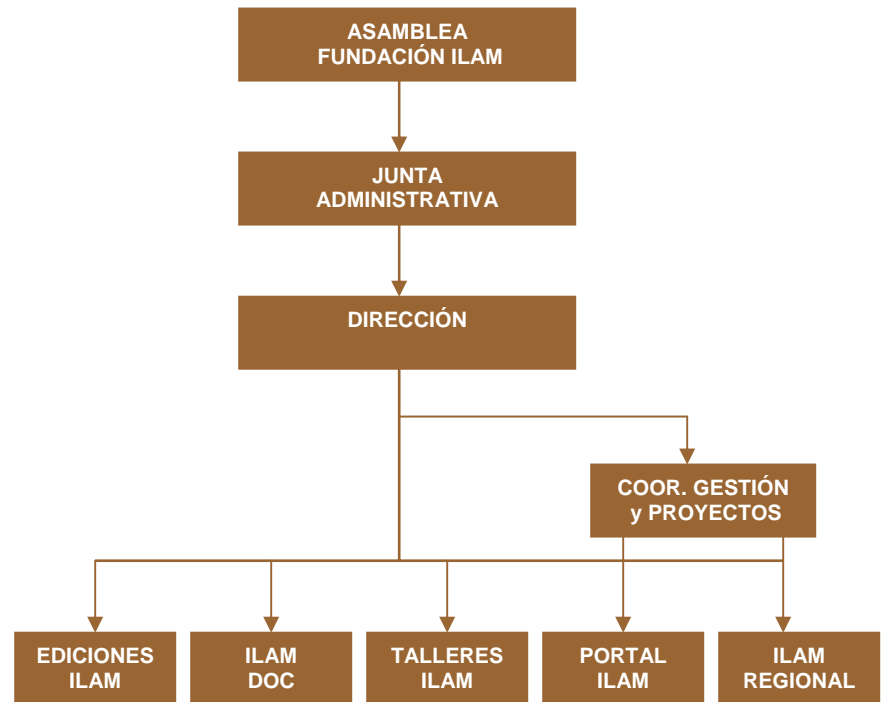 ASAMBLEA
FUNDACIÓN ILAM
JUNTA
ADMINISTRATIVA
DIRECCIÓN
COOR. GESTIÓN
y PROYECTOS
EDICIONES
ILAM
ILAM
DOC
TALLERES
ILAM
PORTAL
ILAM
ILAM
REGIONAL